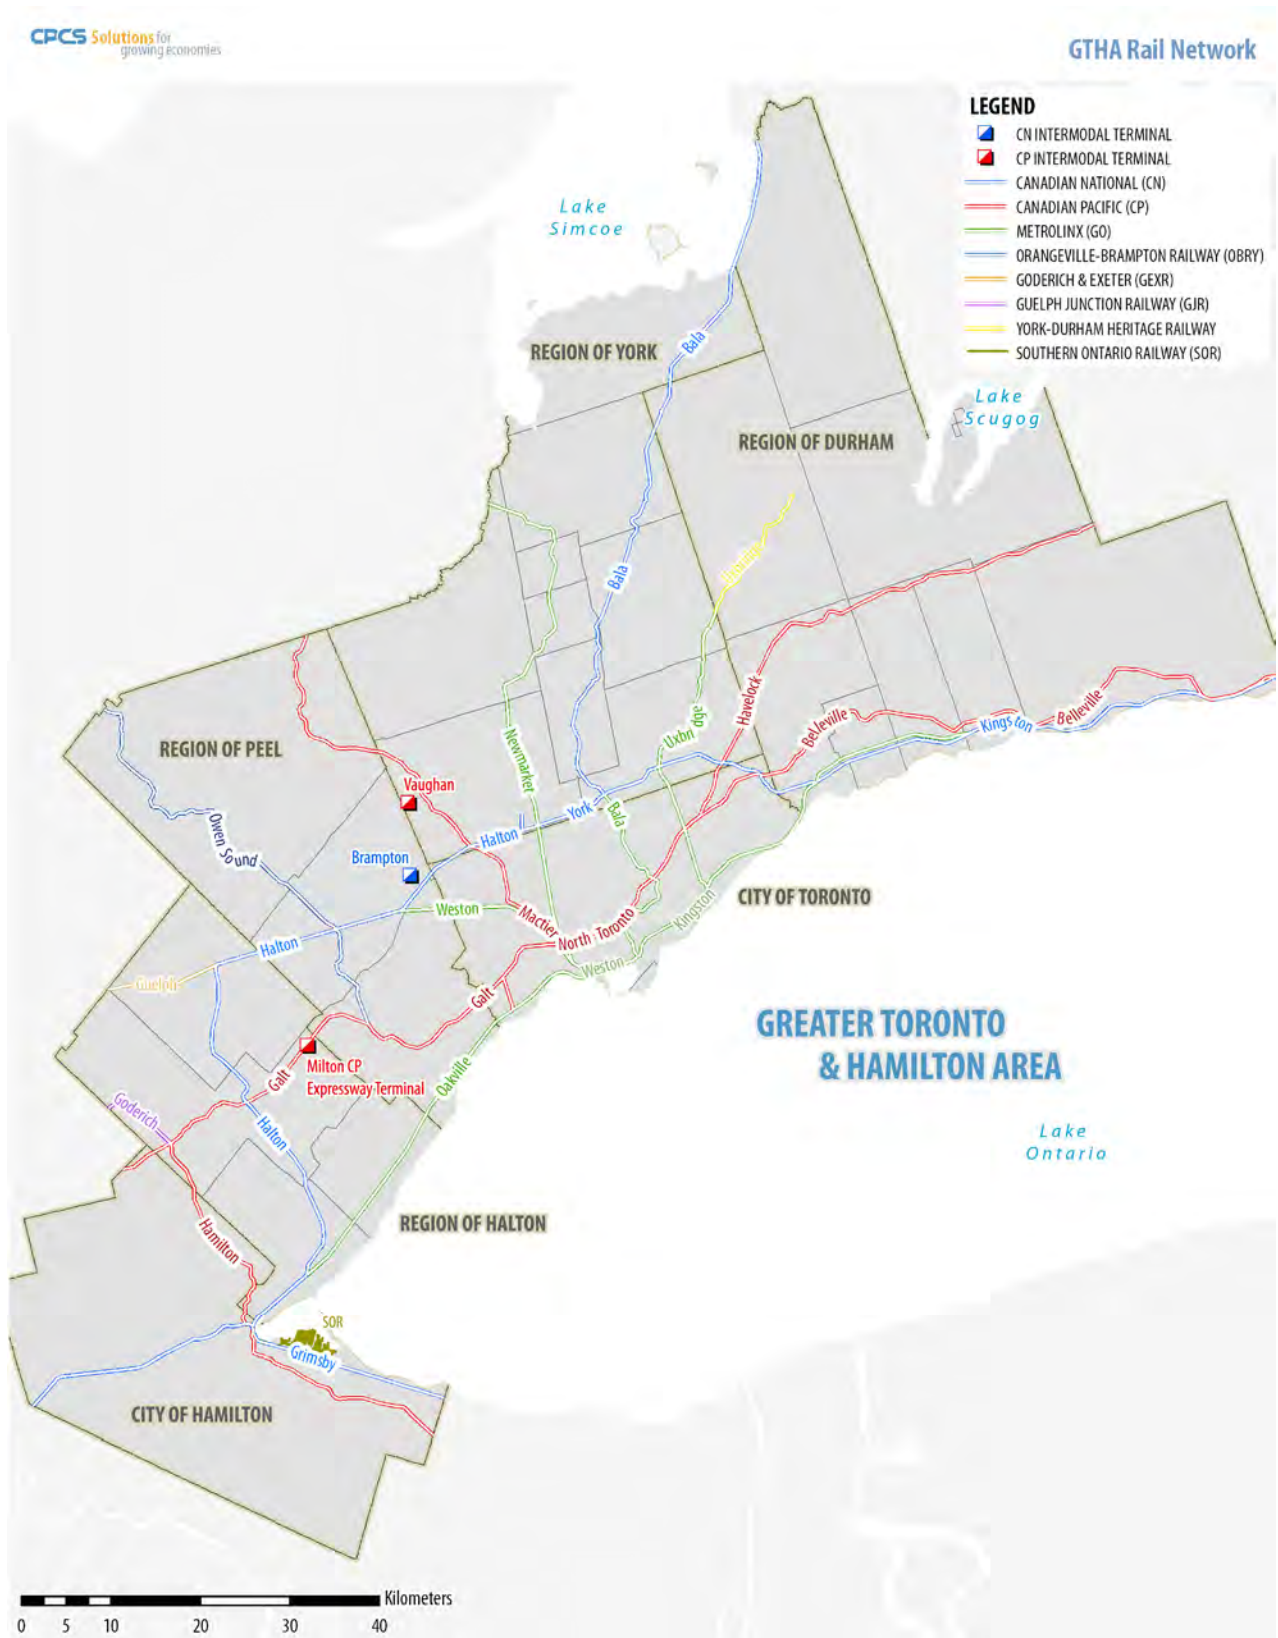 CPCS Solutions for
growing economies
GTHA Rail Network
LEGEND
CN INTERMODAL TERMINAL
CP INTERMODAL TERMINAL
CANADIAN NATIONAL (CN)
CANADIAN PACIFIC (CP)
METROLINX (GO)
ORANGEVILLE-BRAMPTON RAILWAY (OBRY)
GODERICH & EXETER (GEXR)
GUELPH JUNCTION RAILWAY (GJR)
YORK-DURHAM HERITAGE RAILWAY
SOUTHERN ONTARIO RAILWAY (SOR)
Lake
Simcoe
Bala
REGION OF YORK
Lake
Scugog
REGION OF DURHAM
Bala
Havelock
Belleville
Belleville
Kingston
Uxbridge
Newmarket
REGION OF PEEL
Vaughan
York
Bala
Halton
Owen Sound
Brampton
CITY OF TORONTO
Weston
Mactier
North Toronto
Kingston
Halton
Weston
Guelph
Galt
GREATER TORONTO
& HAMILTON AREA
Milton CP
Expressway Terminal
Galt
Oakville
Goderich
Halton
Lake
Ontario
REGION OF HALTON
Hamilton
SOR
Grimsby
CITY OF HAMILTON
Kilometers
0 5 10 20 30 40